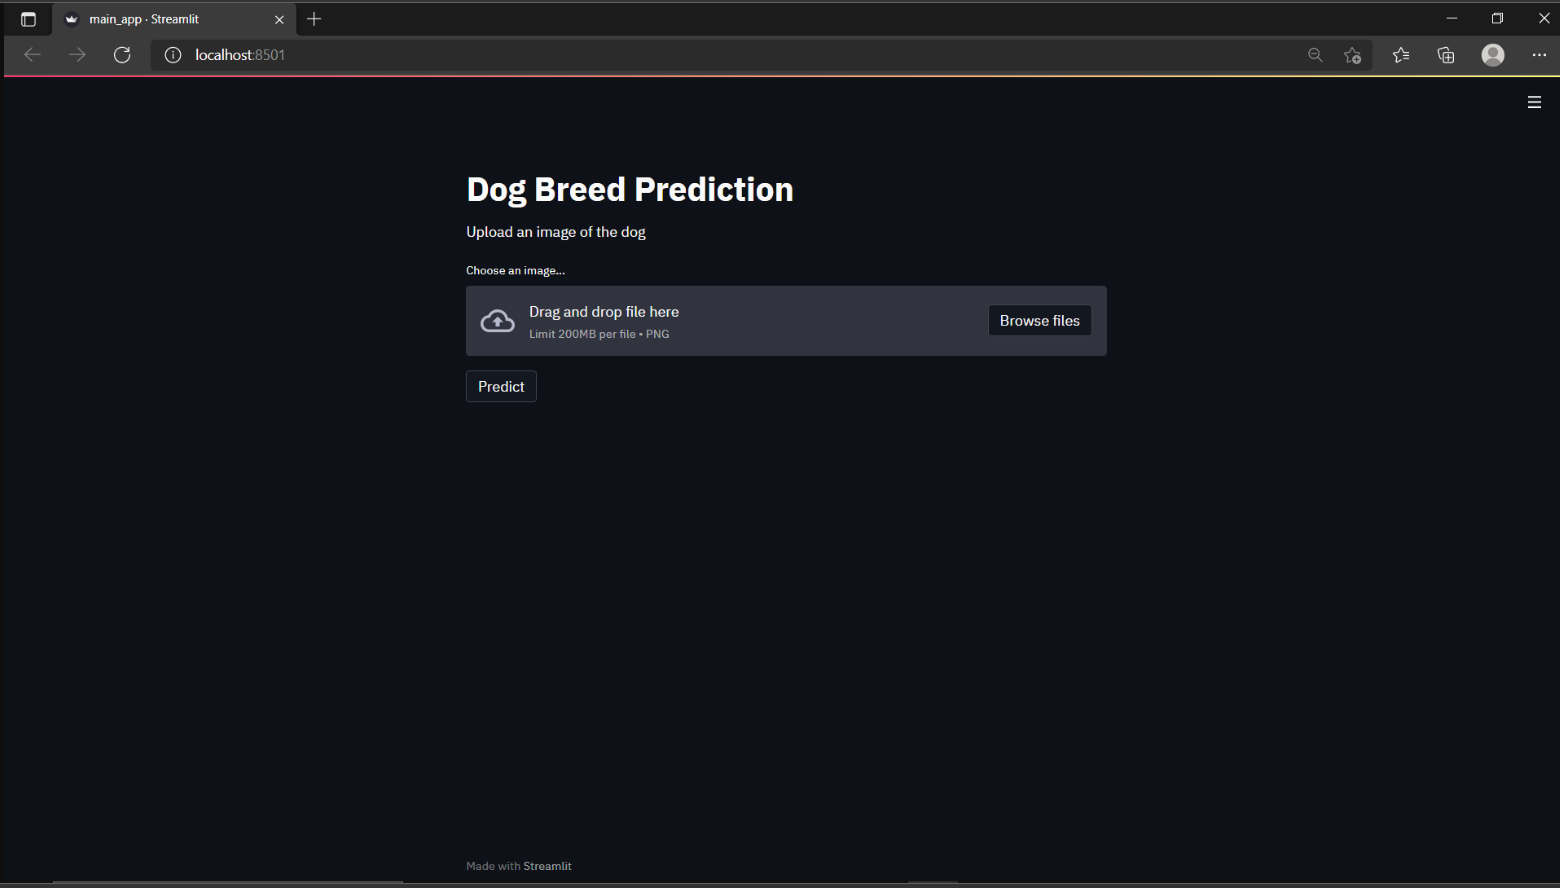 main_app · Streamlit
localhost:8501
Dog Breed Prediction
Upload an image of the dog
Choose an image...
Drag and drop file here
Limit 200MB per file • PNG
Browse files
Predict
Made with Streamlit